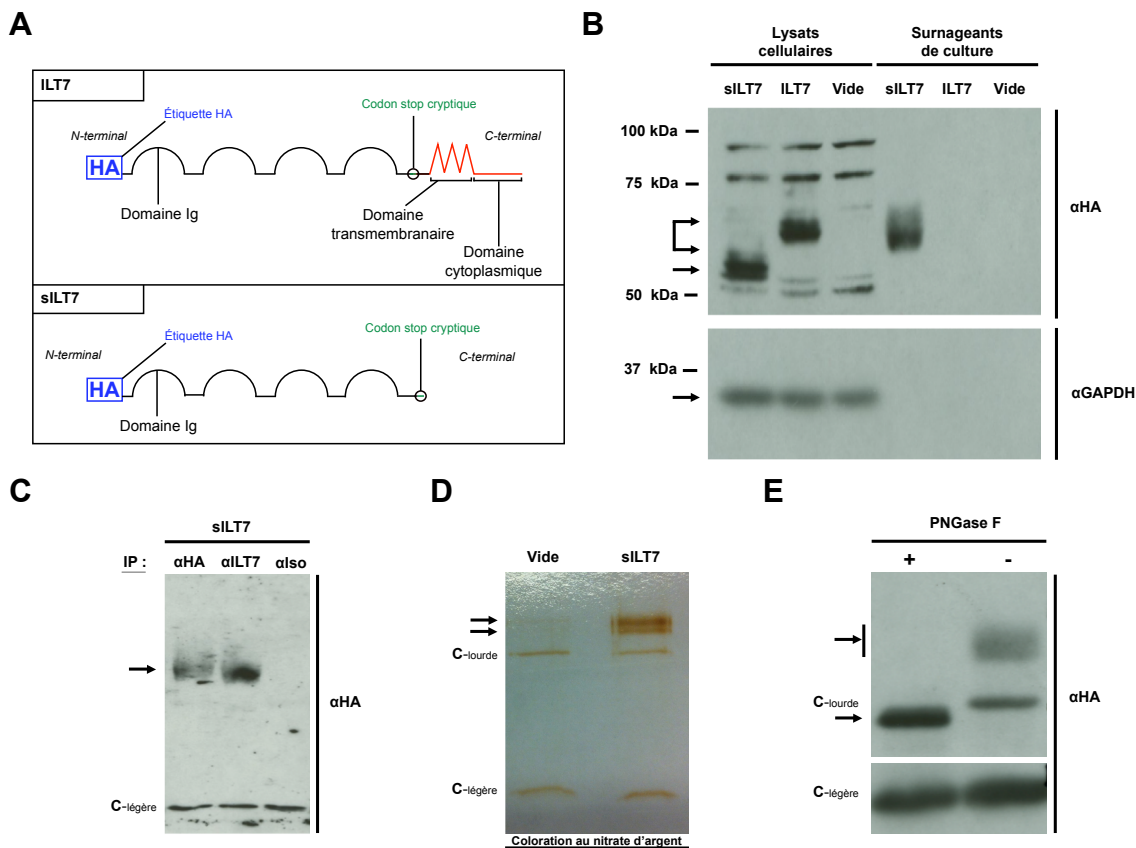 A
ILT7
Étiquette HA
N-terminal
Codon stop cryptique
C-terminal
HA
Domaine Ig
Domaine
transmembranaire
Domaine
cytoplasmique
sILT7
Étiquette HA
N-terminal
Codon stop cryptique
C-terminal
HA
Domaine Ig
B
Lysats
cellulaires
Surnageants
de culture
sILT7 ILT7 Vide sILT7 ILT7 Vide
100 kDa
75 kDa
50 kDa
αHA
37 kDa
αGAPDH
C
sILT7
IP : αHA αILT7 αIso
αHA
C-légère
D
Vide sILT7
C-lourde
C-légère
Coloration au nitrate d'argent
E
PNGase F
+ -
C-lourde
αHA
C-légère